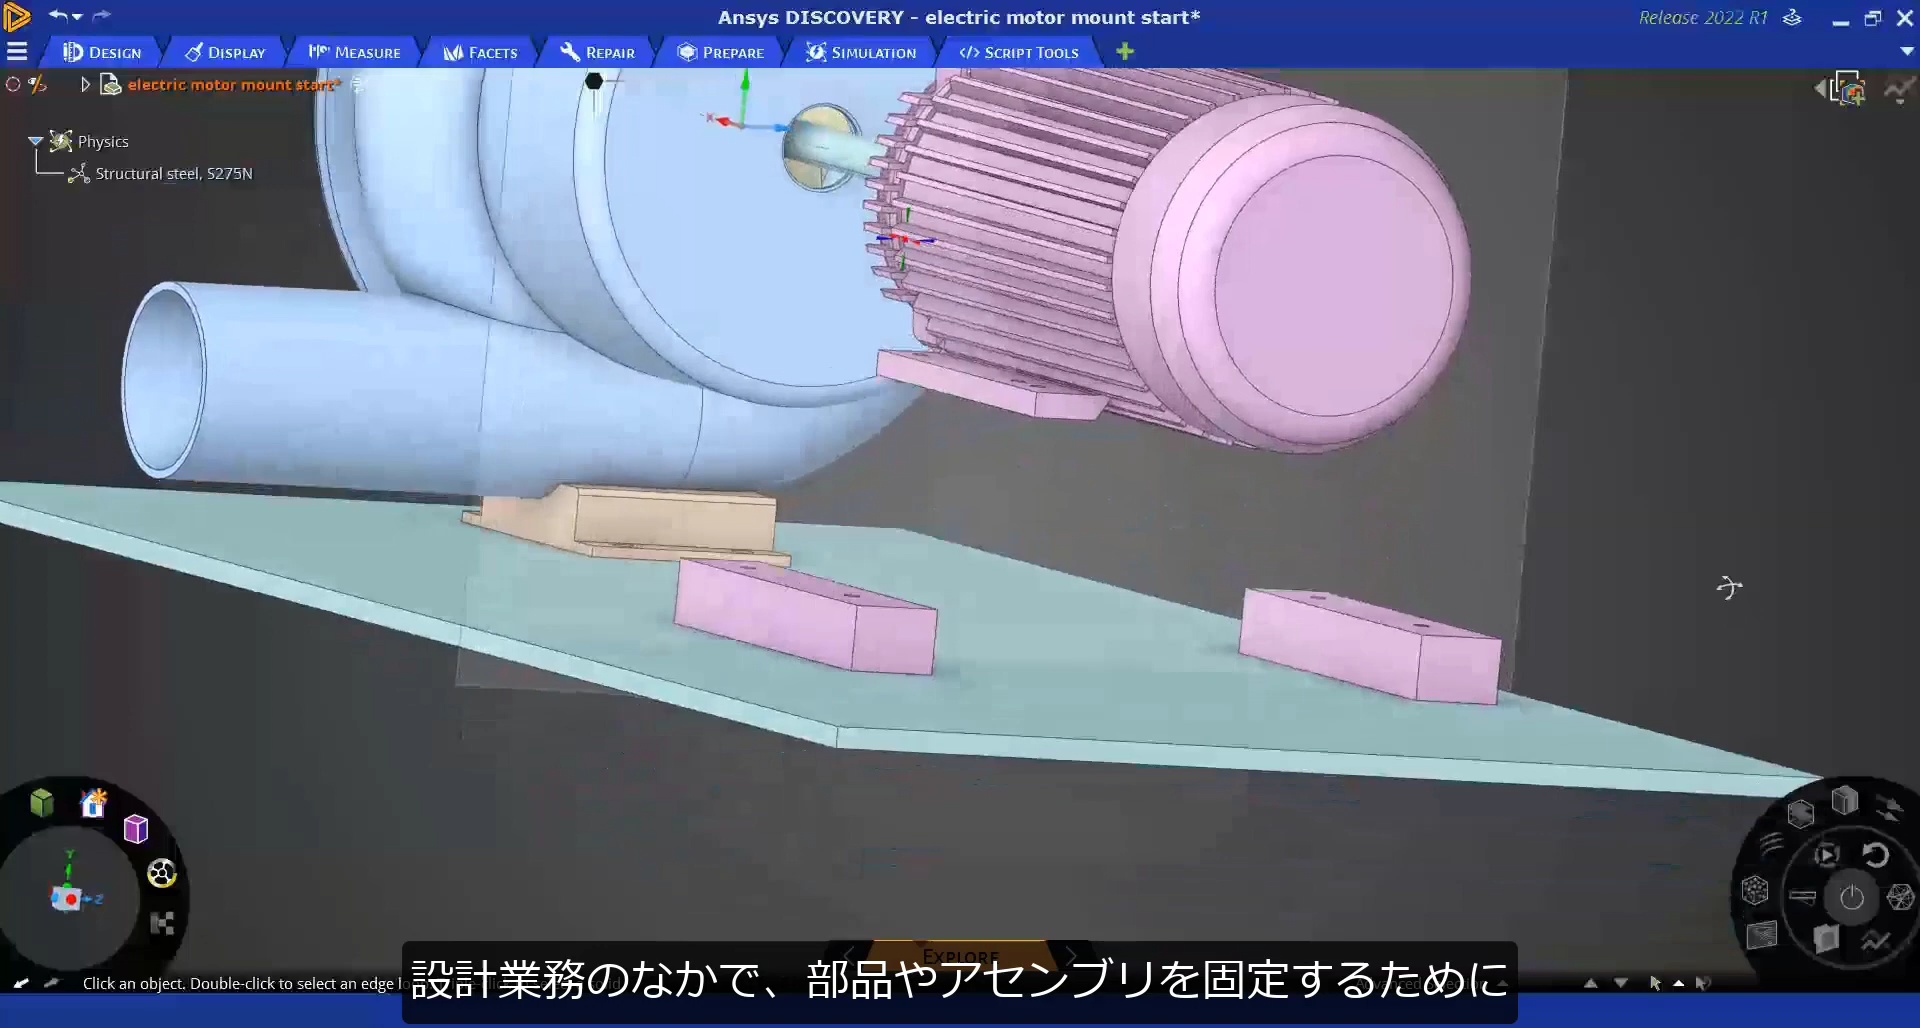 Ansys DISCOVERY - electric motor mount start*
Release 2022 R1
DESIGN
DISPLAY
MEASURE
FACETS
REPAIR
PREPARE
SIMULATION
SCRIPT TOOLS
electric motor mount start*
Physics
Structural steel, S275N
X
Y
Z
EXPLORE
Click an object. Double-click to select an edge
設計業務のなかで、部品やアセンブリを固定するために